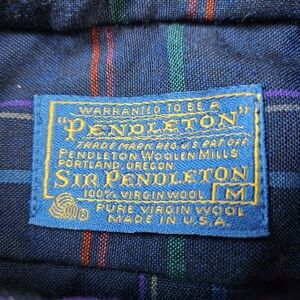 WARRANTED TO BE A
"PENDLETON"
TRADE MARK REG. U.S. PAT OFF.
PENDLETON WOOLEN MILLS
PORTLAND, OREGON
SIR PENDLETON
100% VIRGIN WOOL M
® PURE VIRGIN WOOL
MADE IN U.S.A.